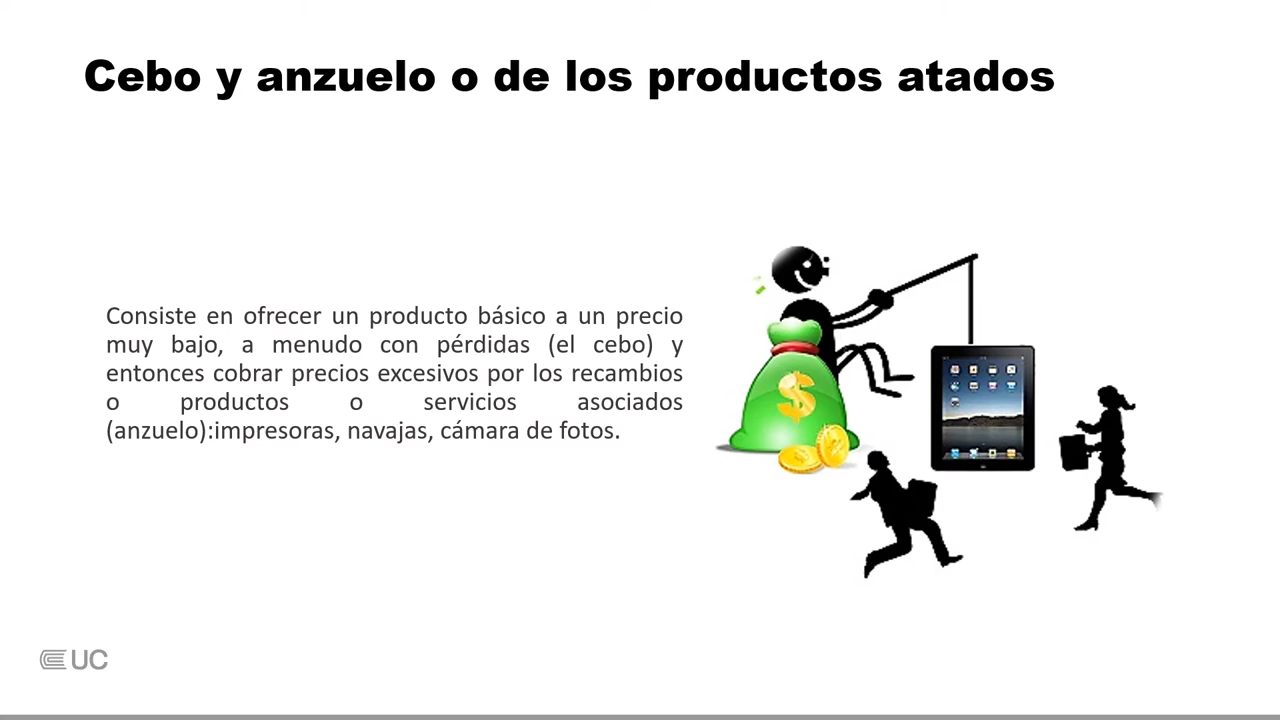 Cebo y anzuelo o de los productos atados
Consiste en ofrecer un producto básico a un precio
muy bajo, a menudo con pérdidas (el cebo) y
entonces cobrar precios excesivos por los recambios
o productos o servicios asociados
(anzuelo):impresoras, navajas, cámara de fotos.
$
UC